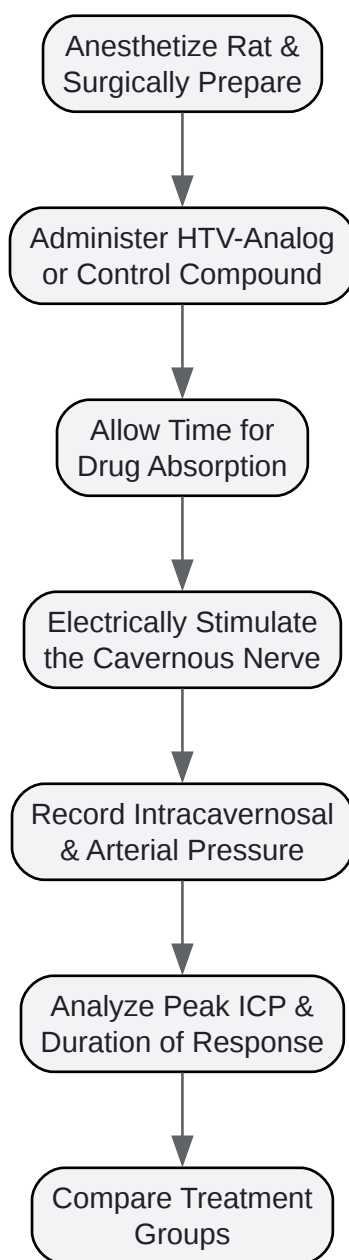 Anesthetize Rat &
Surgically Prepare
Administer HTV-Analog
or Control Compound
Allow Time for
Drug Absorption
Electrically Stimulate
the Cavernous Nerve
Record Intracavernosal
& Arterial Pressure
Analyze Peak ICP &
Duration of Response
Compare Treatment
Groups